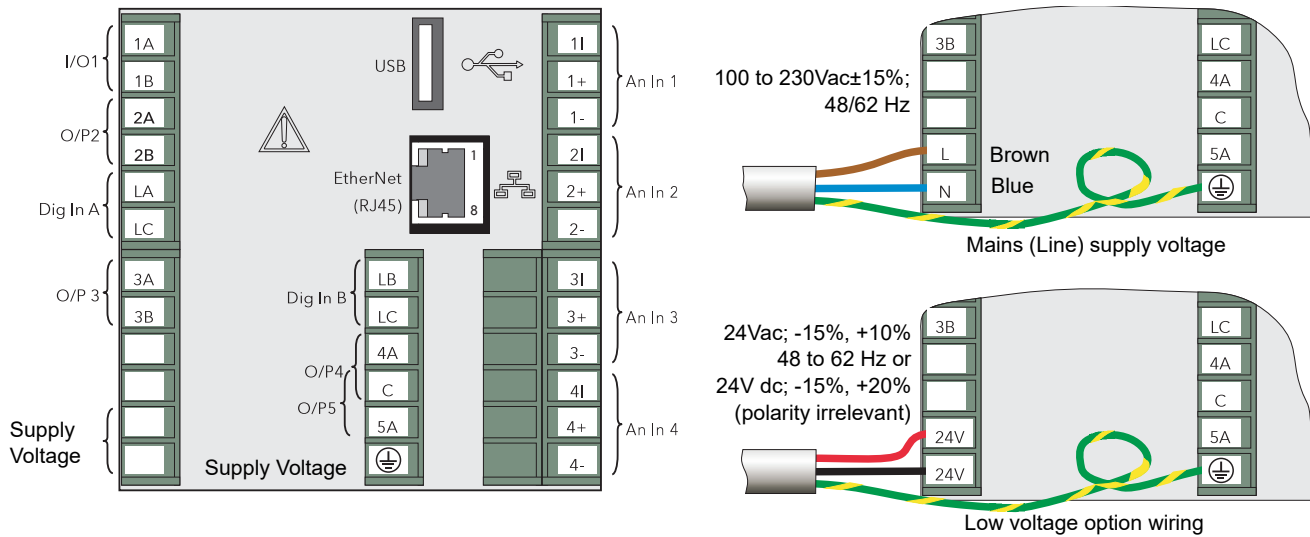 I/O1
1A
1B
O/P2
2A
2B
Dig In A
LA
LC
O/P 3
3A
3B
Supply
Voltage
USB
EtherNet
(RJ45)
1
8
Dig In B
LB
LC
O/P4
4A
C
O/P5
5A
Supply Voltage
1I
1+
1-
An In 1
2I
2+
2-
An In 2
3I
3+
3-
An In 3
4I
4+
4-
An In 4
100 to 230Vac±15%;
48/62 Hz
3B
L
N
Brown
Blue
LC
4A
C
5A
Mains (Line) supply voltage
24Vac; -15%, +10%
48 to 62 Hz or
24V dc; -15%, +20%
(polarity irrelevant)
3B
24V
24V
LC
4A
C
5A
Low voltage option wiring